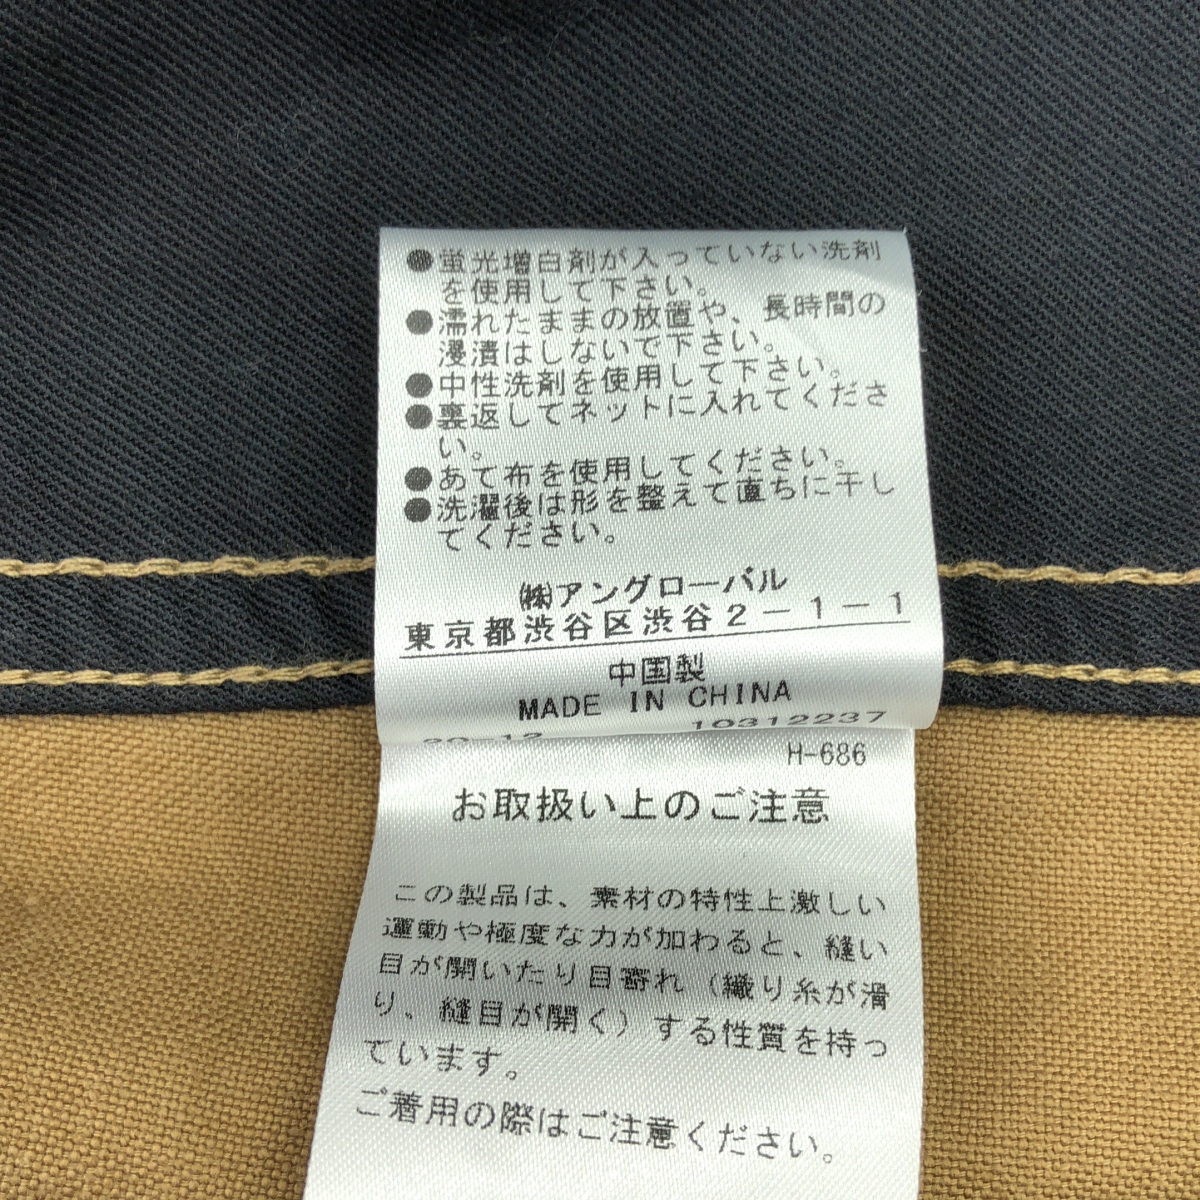 ●蛍光増白剤が入っていない洗剤
を使用して下さい。
●濡れたままの放置や、長時間の
浸漬はしないで下さい。
●中性洗剤を使用して下さい。
●裏返してネットに入れてくださ
い。
●あて布を使用してください。
●洗濯後は形を整えて直ちに干し
てください。
㈱アングローバル
東京都渋谷区渋谷2-1-1
中国製
MADE IN CHINA
20-12 10312237
H-686
お取扱い上のご注意
この製品は、素材の特性上激しい
運動や極度な力が加わると、縫い
目が開いたり目寄れ(織り糸が滑
り、縫目が開く)する性質を持っ
ています。
ご着用の際はご注意ください。